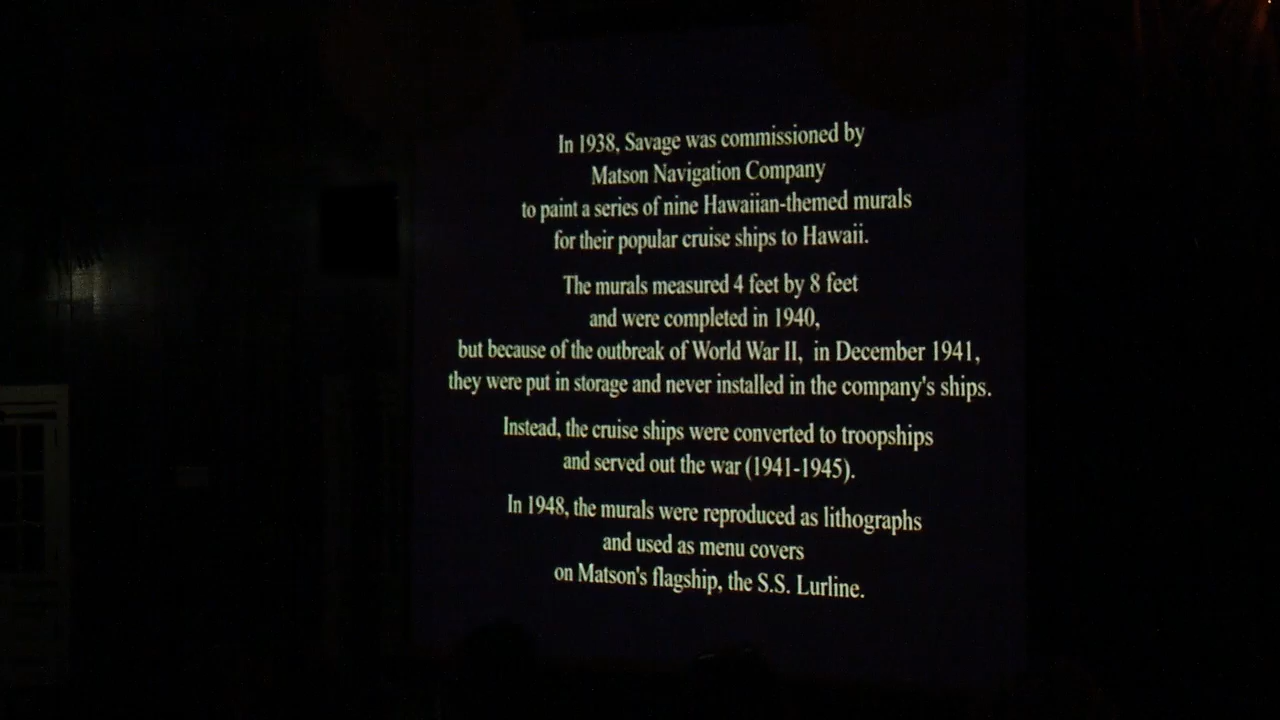 In 1938, Savage was commissioned by
Matson Navigation Company
to paint a series of nine Hawaiian-themed murals
for their popular cruise ships to Hawaii.
The murals measured 4 feet by 8 feet
and were completed in 1940,
but because of the outbreak of World War II, in December 1941,
they were put in storage and never installed in the company's ships.
Instead, the cruise ships were converted to troopships
and served out the war (1941-1945).
In 1948, the murals were reproduced as lithographs
and used as menu covers
on Matson's flagship, the S.S. Lurline.